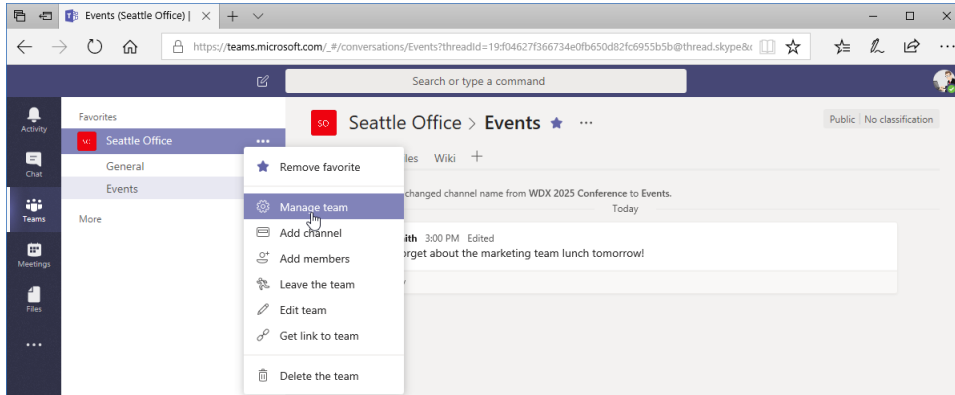 Events (Seattle Office) |
https://teams.microsoft.com/_#/conversations/Events?threadId=19:f04627f366734e0fb650d82fc6955b5b@thread.skype&
Search or type a command
Activity
Chat
Teams
Meetings
Files
Favorites
SO Seattle Office
General
Events
More
SO Seattle Office > Events
Public | No classification
les Wiki
changed channel name from WDX 2025 Conference to Events.
Today
ith 3:00 PM Edited
orget about the marketing team lunch tomorrow!
Remove favorite
Manage team
Add channel
Add members
Leave the team
Edit team
Get link to team
Delete the team